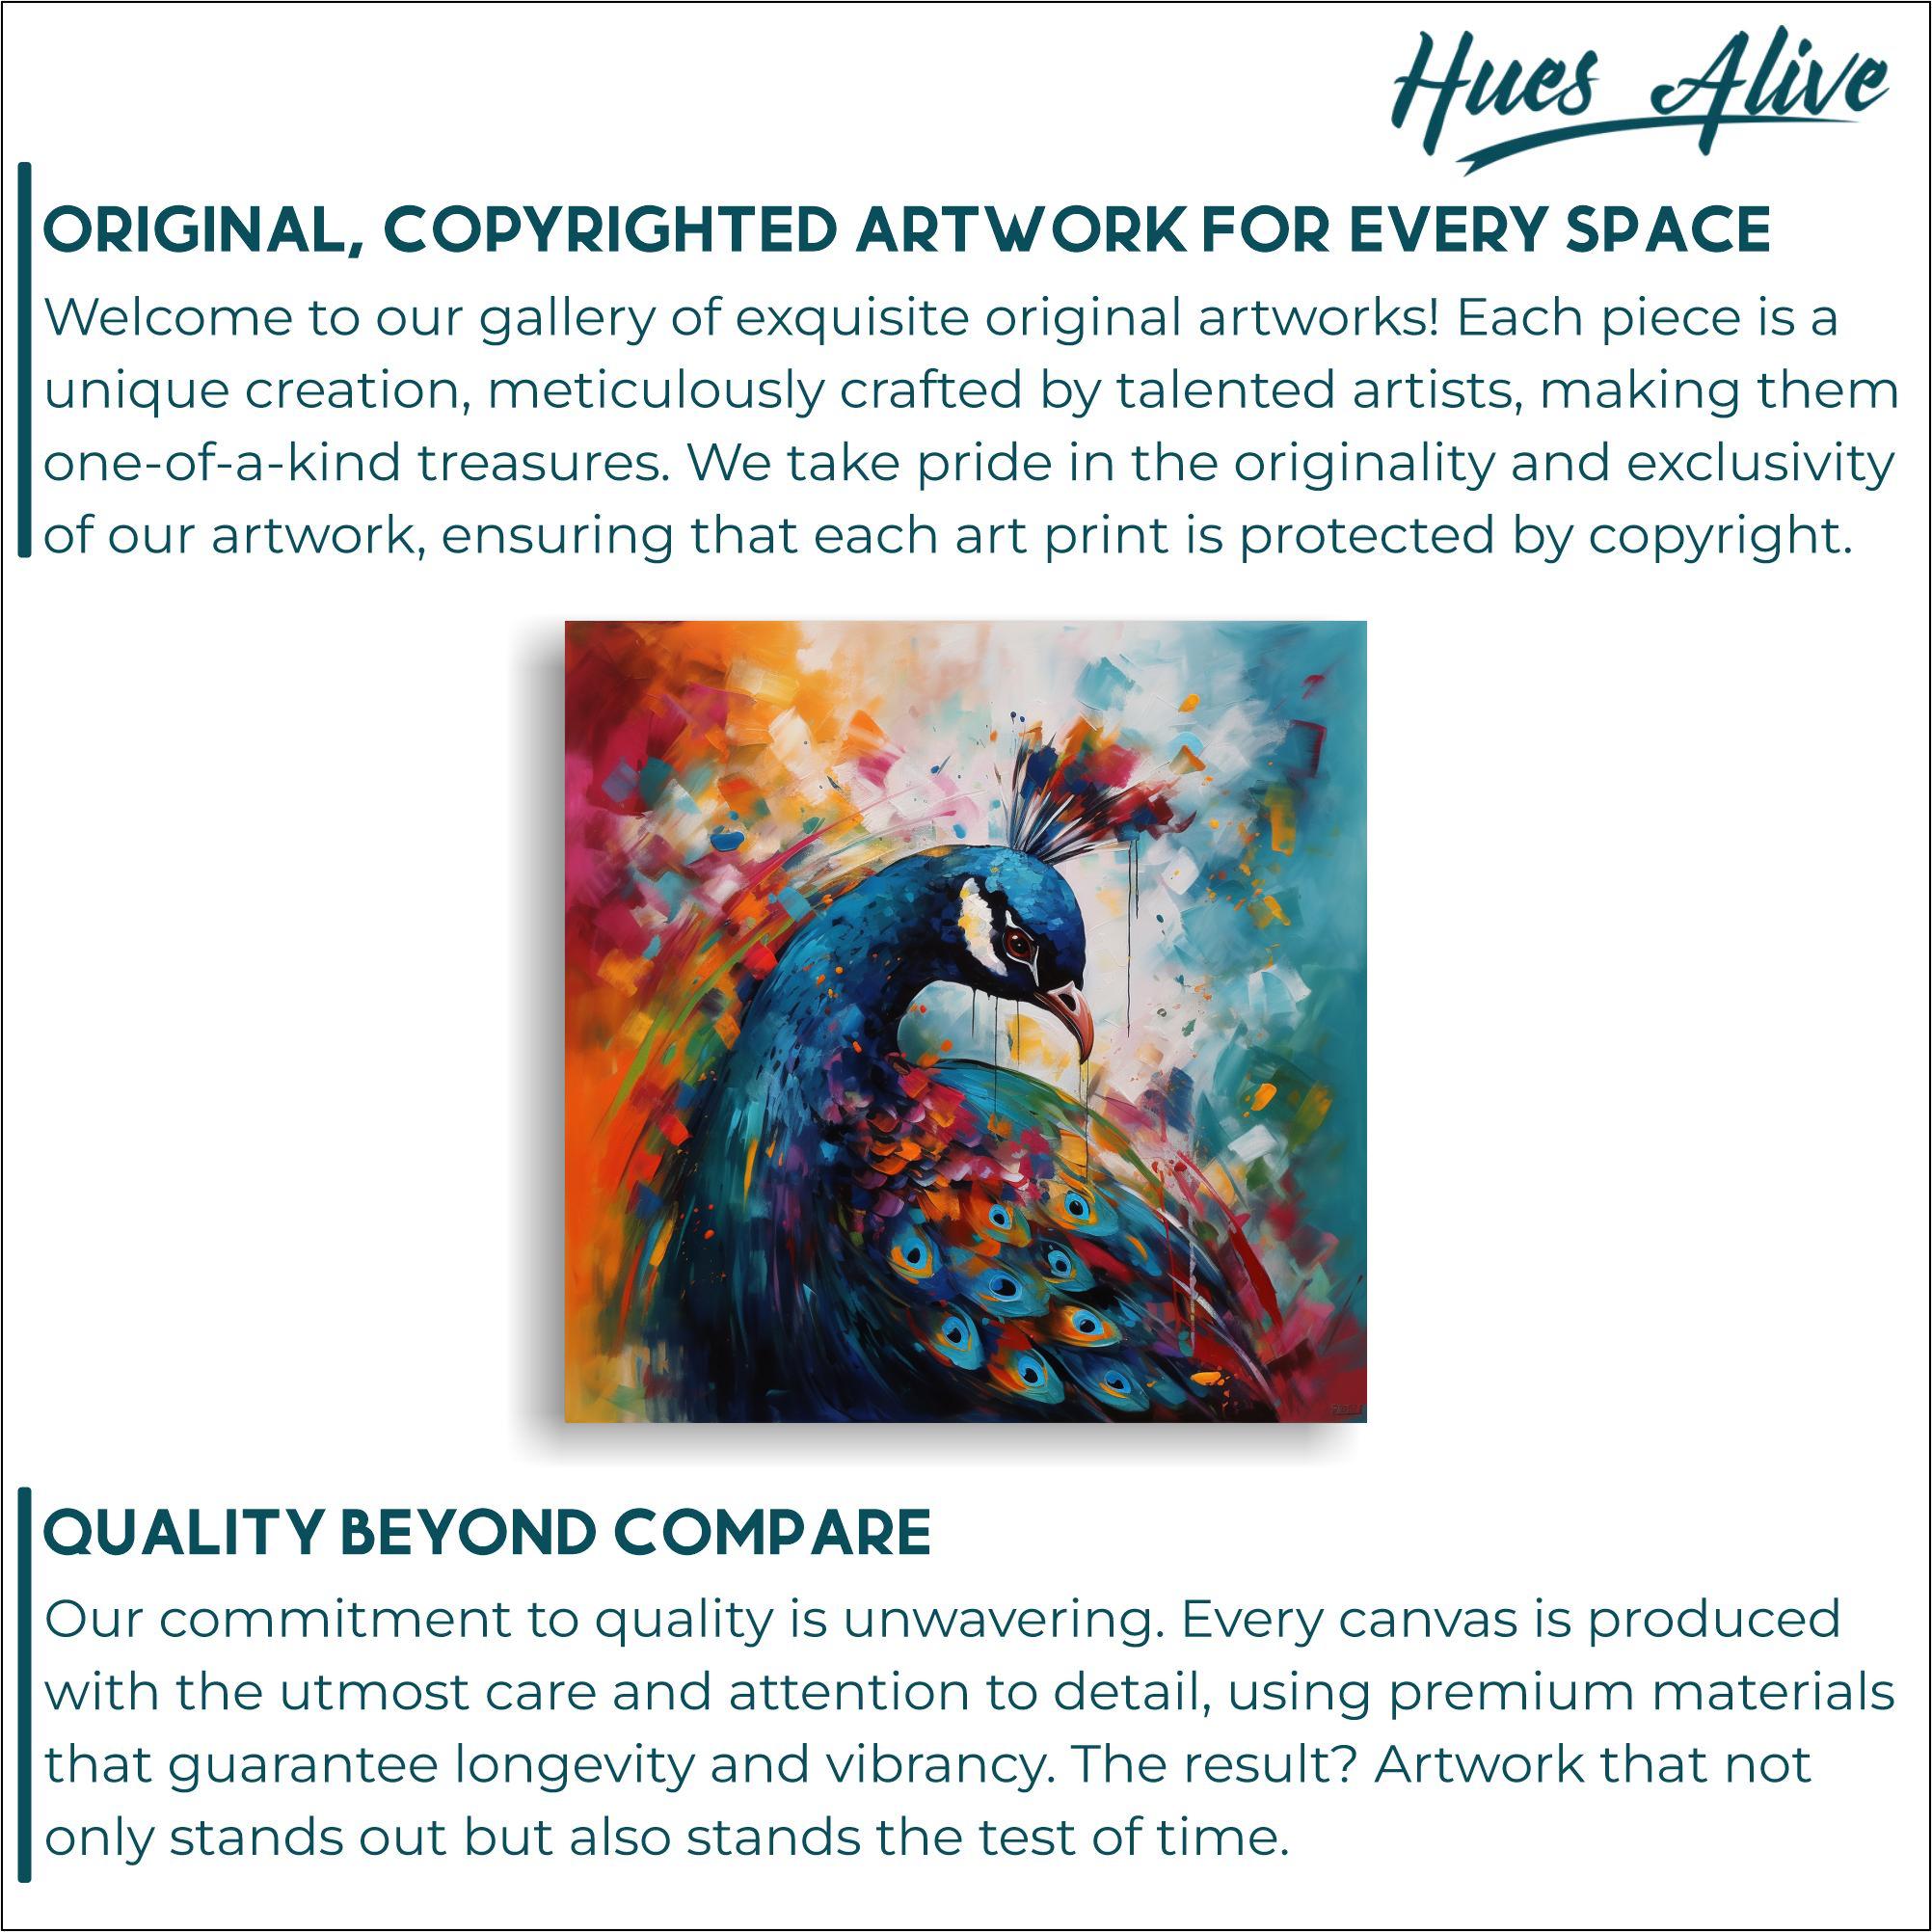 Hues Alive
ORIGINAL, COPYRIGHTED ARTWORK FOR EVERY SPACE
Welcome to our gallery of exquisite original artworks! Each piece is a
unique creation, meticulously crafted by talented artists, making them
one-of-a-kind treasures. We take pride in the originality and exclusivity
of our artwork, ensuring that each art print is protected by copyright.
QUALITY BEYOND COMPARE
Our commitment to quality is unwavering. Every canvas is produced
with the utmost care and attention to detail, using premium materials
that guarantee longevity and vibrancy. The result? Artwork that not
only stands out but also stands the test of time.